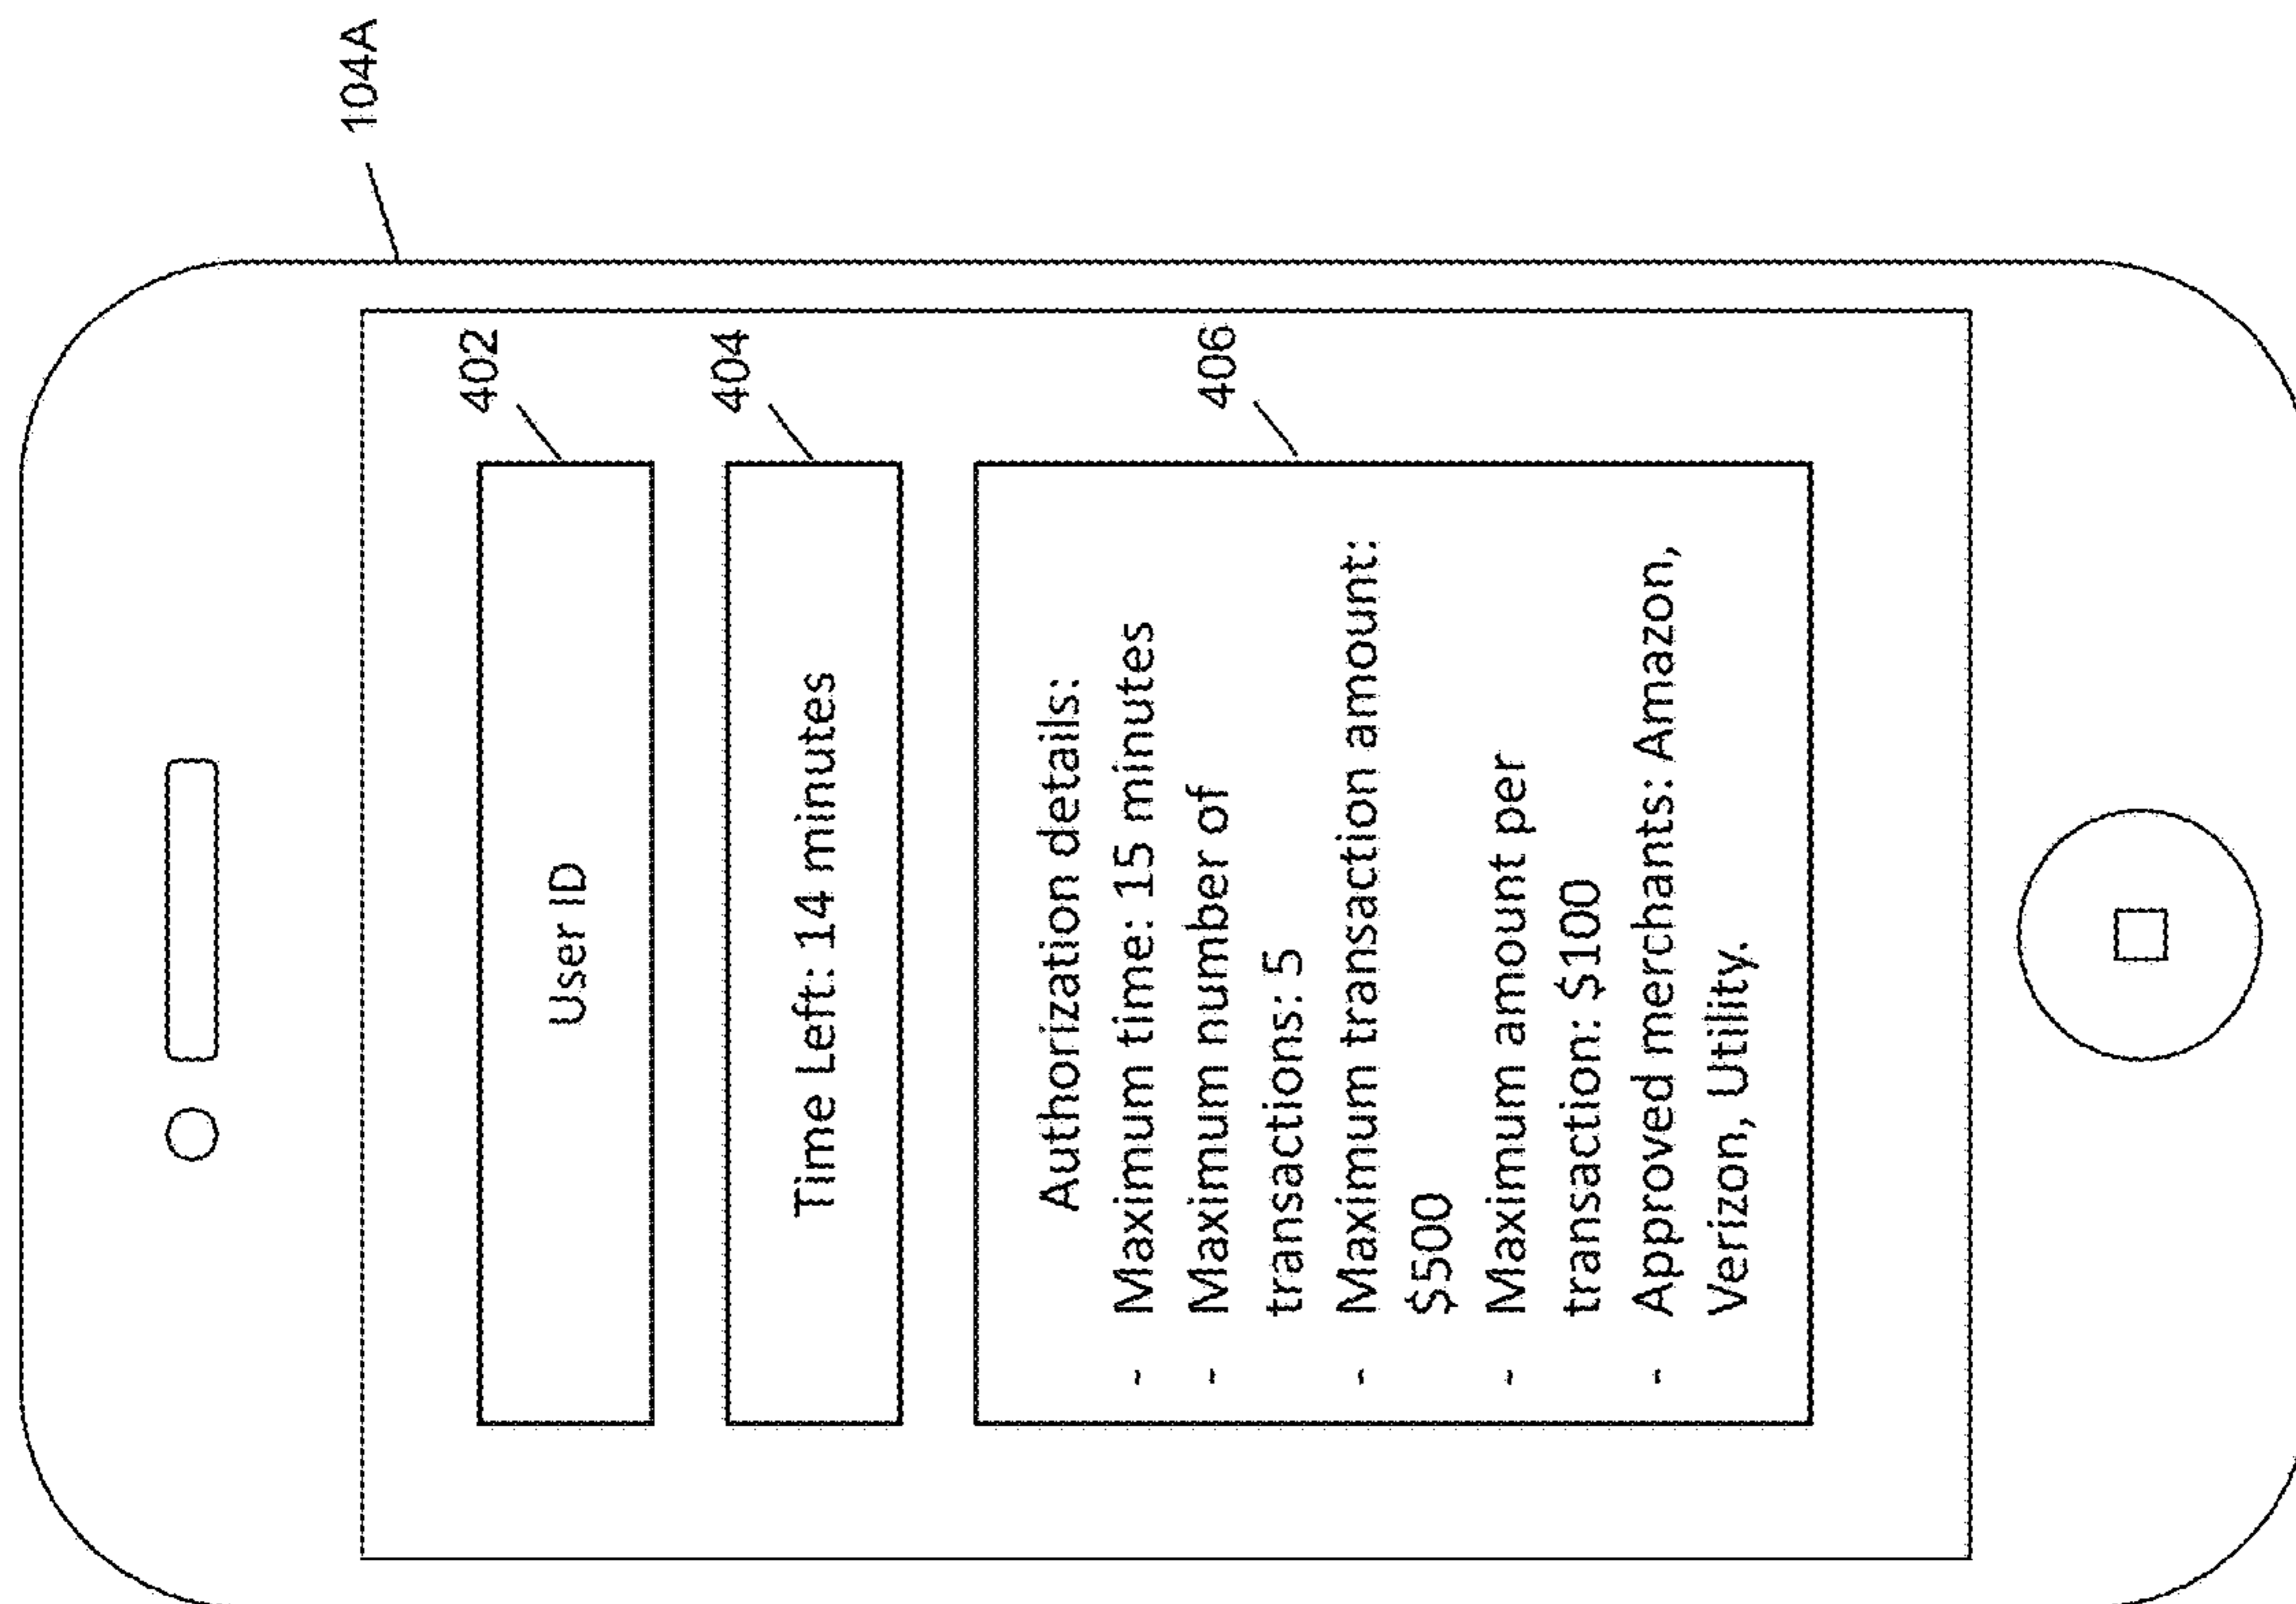 104A
402
User ID
404
Time Left: 14 minutes
406
Authorization details:
- Maximum time: 15 minutes
- Maximum number of
transactions: 5
- Maximum transaction amount:
$500
- Maximum amount per
transaction: $100
- Approved merchants: Amazon,
Verizon, Utility.